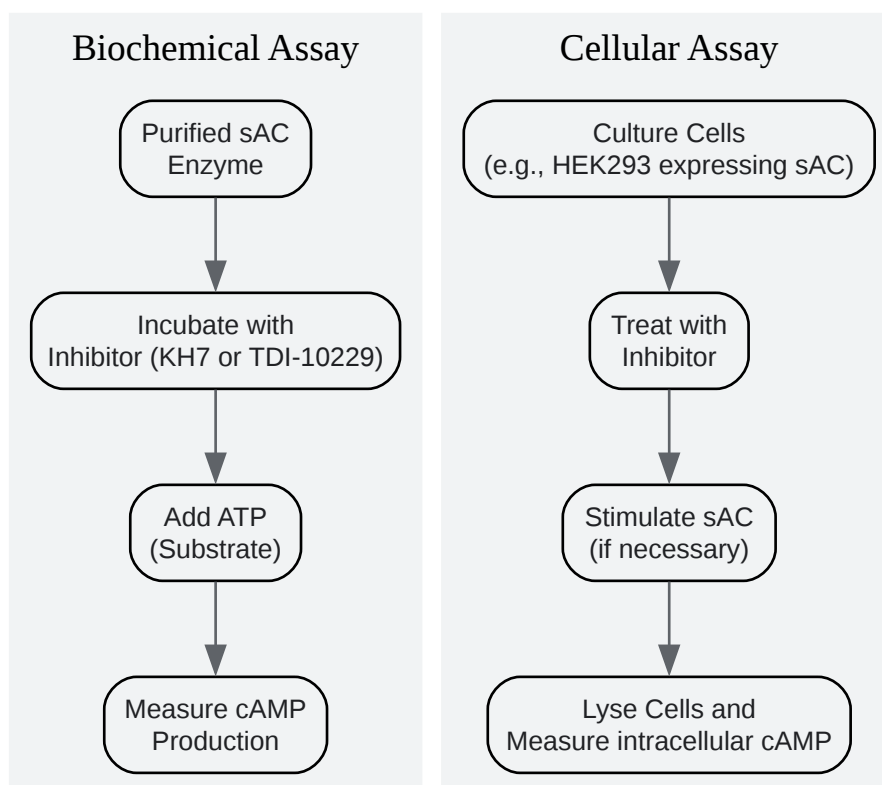 Biochemical Assay
Purified sAC
Enzyme
Incubate with
Inhibitor (KH7 or TDI-10229)
Add ATP
(Substrate)
Measure cAMP
Production
Cellular Assay
Culture Cells
(e.g., HEK293 expressing sAC)
Treat with
Inhibitor
Stimulate sAC
(if necessary)
Lyse Cells and
Measure intracellular cAMP